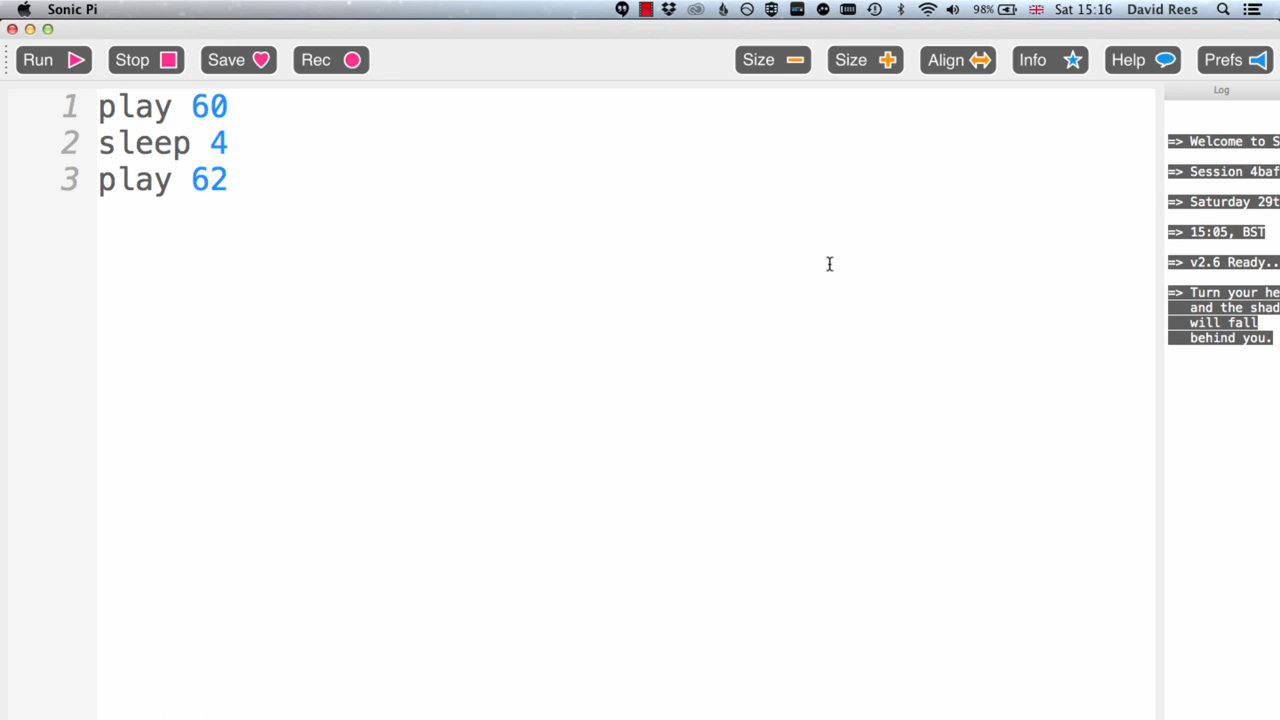 Sonic Pi 98% Sat 15:16 David Rees
Run Stop Save Rec Size Size Align Info Help Prefs
Log
1 play 60
2 sleep 4
3 play 62
=> Welcome to S
=> Session 4baf
=> Saturday 29t
=> 15:05, BST
=> v2.6 Ready..
=> Turn your he
and the shad
will fall
behind you.